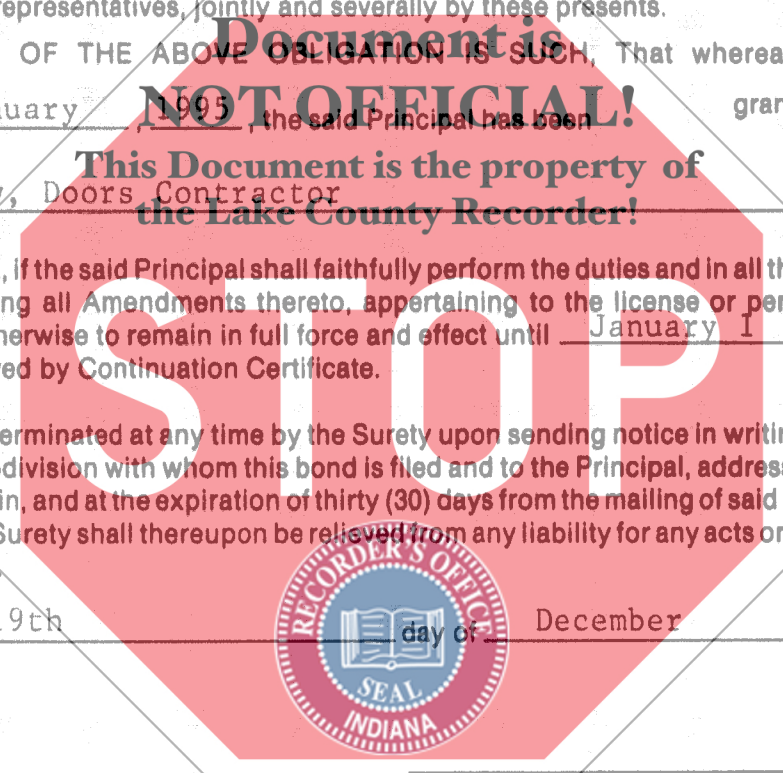 representatives, jointly and severally by these presents.
Document is
OF THE ABOVE OBLIGATION IS SUCH, That wherea
NOT OFFICIAL!
uary 1995, the said Principal has been gran
This Document is the property of
, Doors Contractor
the Lake County Recorder!
, if the said Principal shall faithfully perform the duties and in all th
ng all Amendments thereto, appertaining to the license or per
herwise to remain in full force and effect until January 1
ed by Continuation Certificate.
STOP
erminated at any time by the Surety upon sending notice in writin
division with whom this bond is filed and to the Principal, address
in, and at the expiration of thirty (30) days from the mailing of said
Surety shall thereupon be relieved from any liability for any acts or
RECORDER'S OFFICE
9th day of December
SEAL
INDIANA